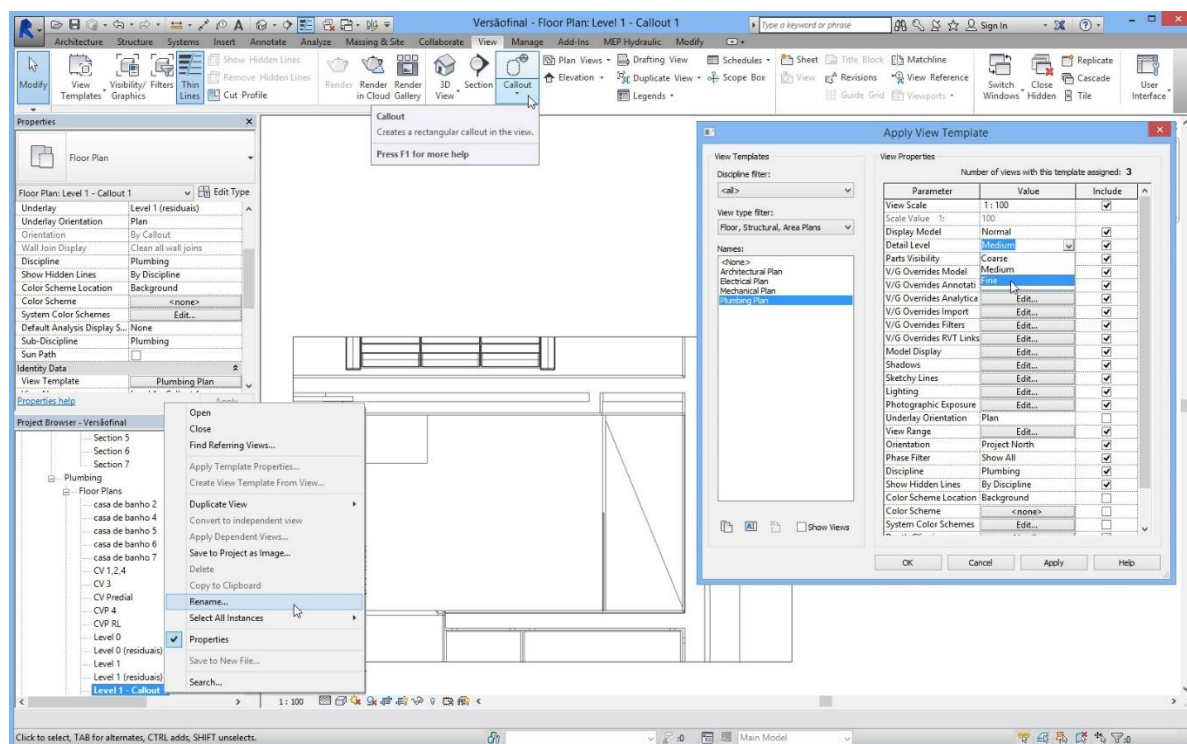 Versãofinal - Floor Plan: Level 1 - Callout 1
Type a keyword or phrase
Sign In
Architecture Structure Systems Insert Annotate Analyze Massing & Site Collaborate View Manage Add-Ins MEP Hydraulic Modify
Modify
View Templates
Visibility/ Graphics
Filters
Thin Lines
Show Hidden Lines
Remove Hidden Lines
Cut Profile
Render
Render in Cloud
Render Gallery
3D View
Section
Callout
Plan Views
Elevation
Drafting View
Duplicate View
Legends
Schedules
Scope Box
Sheet
View
Title Block
Revisions
Guide Grid
Matchline
View Reference
Viewports
Switch Windows
Close Hidden
Replicate
Cascade
Tile
User Interface
Callout
Creates a rectangular callout in the view.
Press F1 for more help
Properties
Floor Plan
Floor Plan: Level 1 - Callout 1
Edit Type
Underlay Level 1 (residuais)
Underlay Orientation Plan
Orientation By Callout
Wall Join Display Clean all wall joins
Discipline Plumbing
Show Hidden Lines By Discipline
Color Scheme Location Background
Color Scheme <none>
System Color Schemes Edit...
Default Analysis Display S... None
Sub-Discipline Plumbing
Sun Path
Identity Data
View Template Plumbing Plan
Properties help
Apply
Project Browser - Versãofinal
Section 5
Section 6
Section 7
Plumbing
Floor Plans
casa de banho 2
casa de banho 4
casa de banho 5
casa de banho 6
casa de banho 7
CV 1,2,4
CV 3
CV Predial
CVP 4
CVP RL
Level 0
Level 0 (residuais)
Level 1
Level 1 (residuais)
Level 1 - Callout
Open
Close
Find Referring Views...
Apply Template Properties...
Create View Template From View...
Duplicate View
Convert to independent view
Apply Dependent Views...
Save to Project as Image...
Delete
Copy to Clipboard
Rename...
Select All Instances
Properties
Save to New File...
Search...
Apply View Template
View Templates
Discipline filter:
<all>
View type filter:
Floor, Structural, Area Plans
Names:
<None>
Architectural Plan
Electrical Plan
Mechanical Plan
Plumbing Plan
Show Views
View Properties
Number of views with this template assigned: 3
Parameter Value Include
View Scale 1 : 100
Scale Value 1: 100
Display Model Normal
Detail Level Medium
Parts Visibility Coarse
V/G Overrides Model Medium
V/G Overrides Annotati Fine
V/G Overrides Analytica Edit...
V/G Overrides Import Edit...
V/G Overrides Filters Edit...
V/G Overrides RVT Links Edit...
Model Display Edit...
Shadows Edit...
Sketchy Lines Edit...
Lighting Edit...
Photographic Exposure Edit...
Underlay Orientation Plan
View Range Edit...
Orientation Project North
Phase Filter Show All
Discipline Plumbing
Show Hidden Lines By Discipline
Color Scheme Location Background
Color Scheme <none>
System Color Schemes Edit...
OK Cancel Apply Help
1 : 100
Click to select, TAB for alternates, CTRL adds, SHIFT unselects.
:0
Main Model
:0